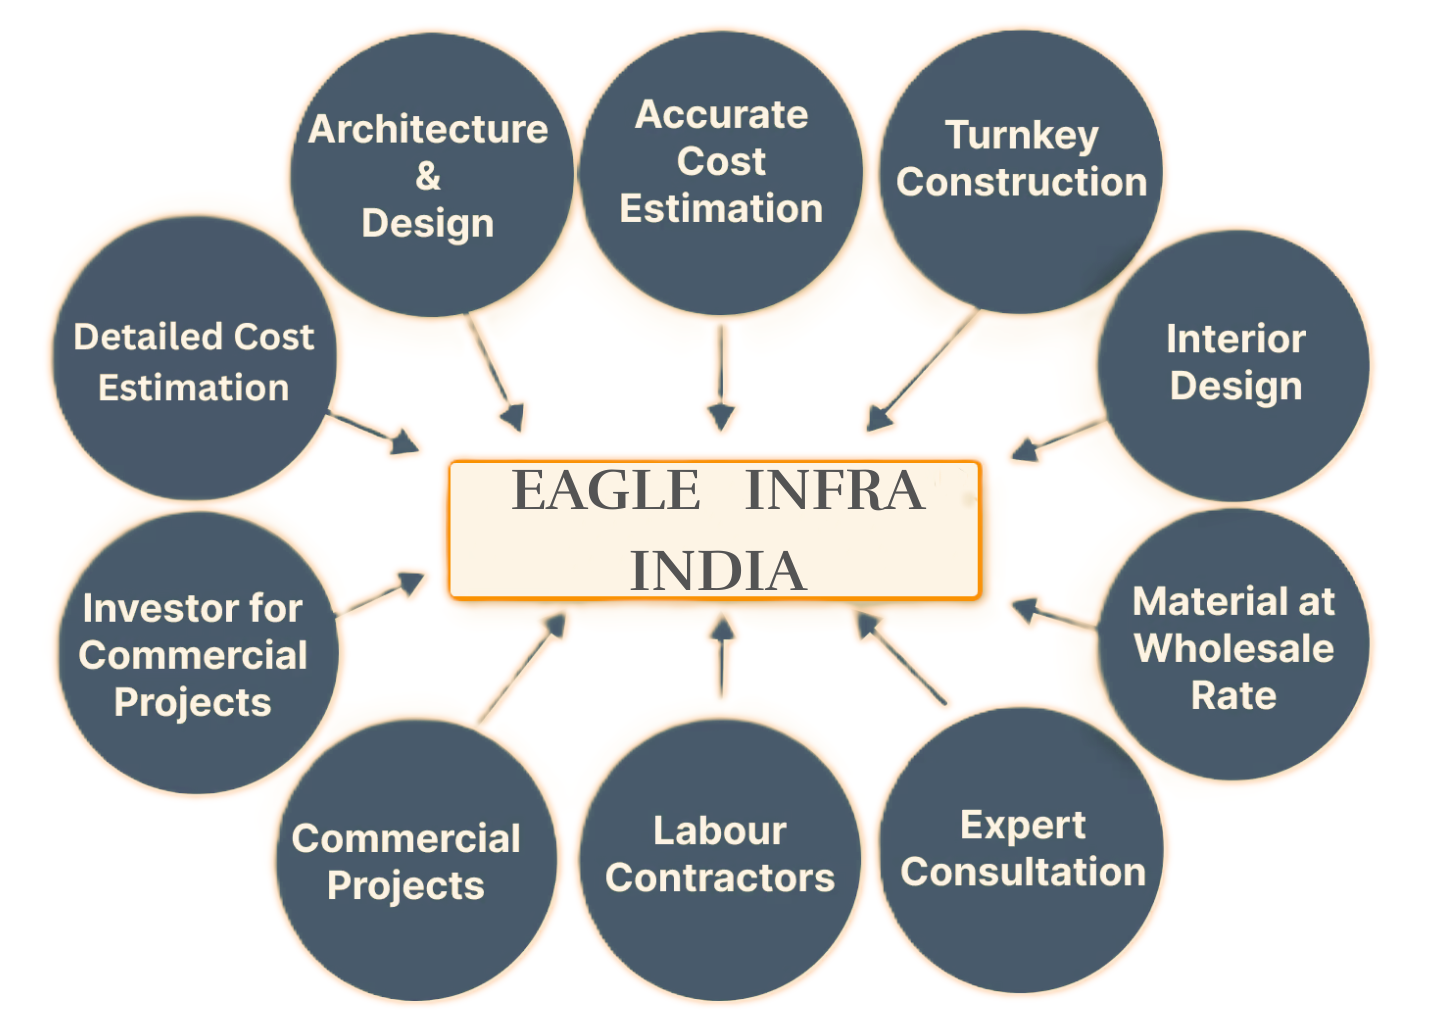 Architecture
&
Design
Accurate
Cost
Estimation
Turnkey
Construction
Detailed Cost
Estimation
Interior
Design
EAGLE INFRA
INDIA
Investor for
Commercial
Projects
Material at
Wholesale
Rate
Commercial
Projects
Labour
Contractors
Expert
Consultation